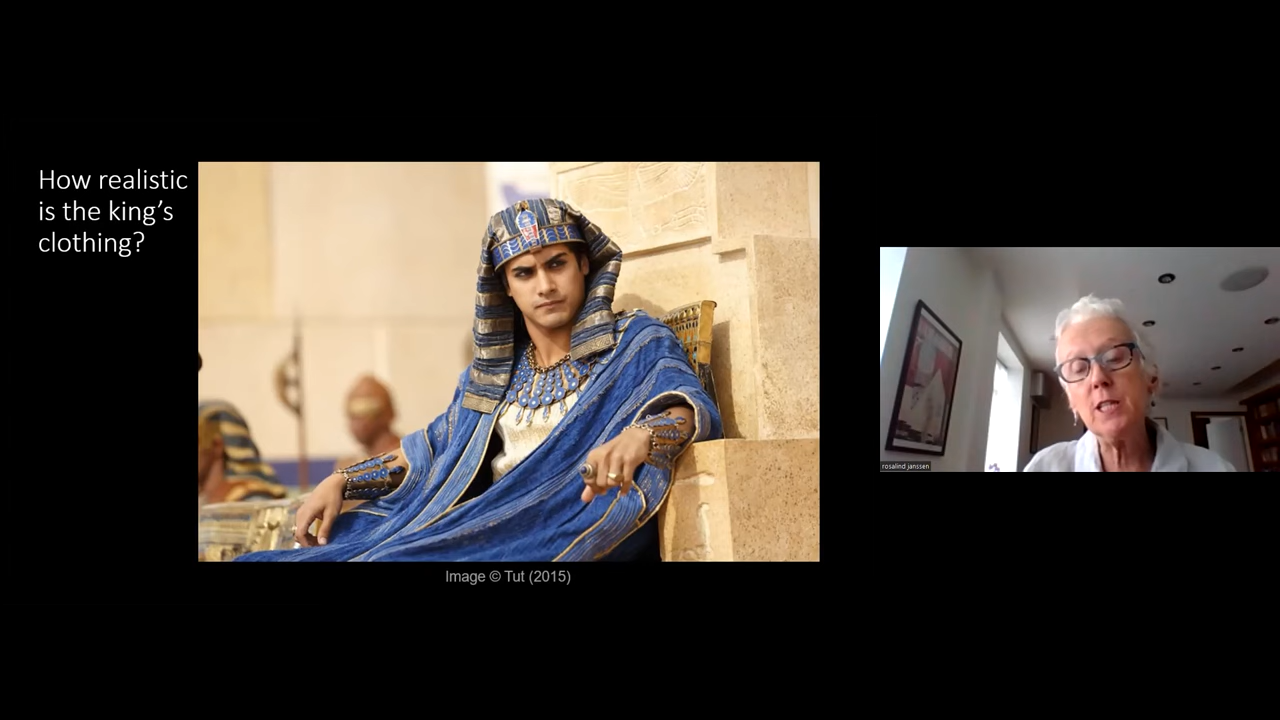 How realistic
is the king’s
clothing?
Image © Tut (2015)
rosalind janssen